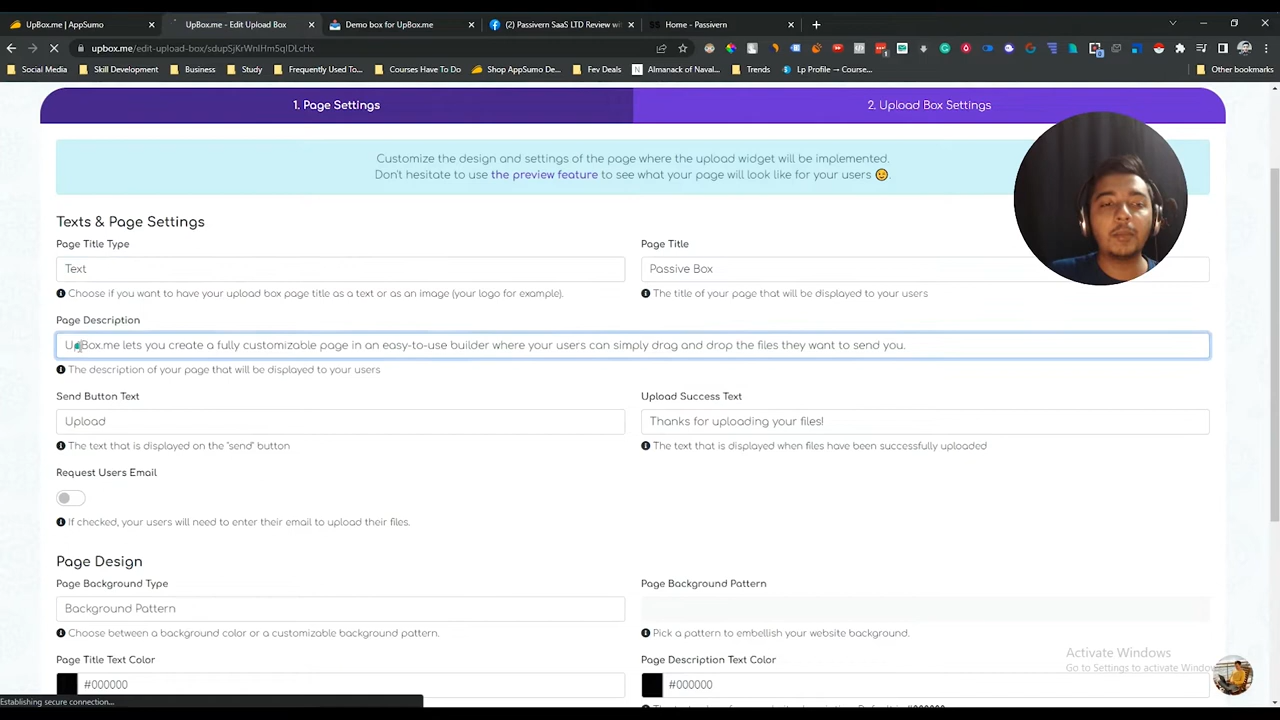 UpBox.me | AppSumo
UpBox.me - Edit Upload Box
Demo box for UpBox.me
(2) Passivern SaaS LTD Review wi
Home - Passivern
upbox.me/edit-upload-box/sdupSjKrWnIHm5qIDLcHx
Social Media
Skill Development
Business
Study
Frequently Used To...
Courses Have To Do
Shop AppSumo De...
Fev Deals
Almanack of Naval...
Trends
Lp Profile → Course...
Other bookmarks
1. Page Settings
2. Upload Box Settings
Customize the design and settings of the page where the upload widget will be implemented.
Don't hesitate to use the preview feature to see what your page will look like for your users
Texts & Page Settings
Page Title Type
Page Title
Text
Passive Box
Choose if you want to have your upload box page title as a text or as an image (your logo for example).
The title of your page that will be displayed to your users
Page Description
UpBox.me lets you create a fully customizable page in an easy-to-use builder where your users can simply drag and drop the files they want to send you.
The description of your page that will be displayed to your users
Send Button Text
Upload Success Text
Upload
Thanks for uploading your files!
The text that is displayed on the "send" button
The text that is displayed when files have been successfully uploaded
Request Users Email
If checked, your users will need to enter their email to upload their files.
Page Design
Page Background Type
Page Background Pattern
Background Pattern
Choose between a background color or a customizable background pattern.
Pick a pattern to embellish your website background.
Page Title Text Color
Page Description Text Color
#000000
#000000
Activate Windows
Go to Settings to activate Windows
Establishing secure connection...